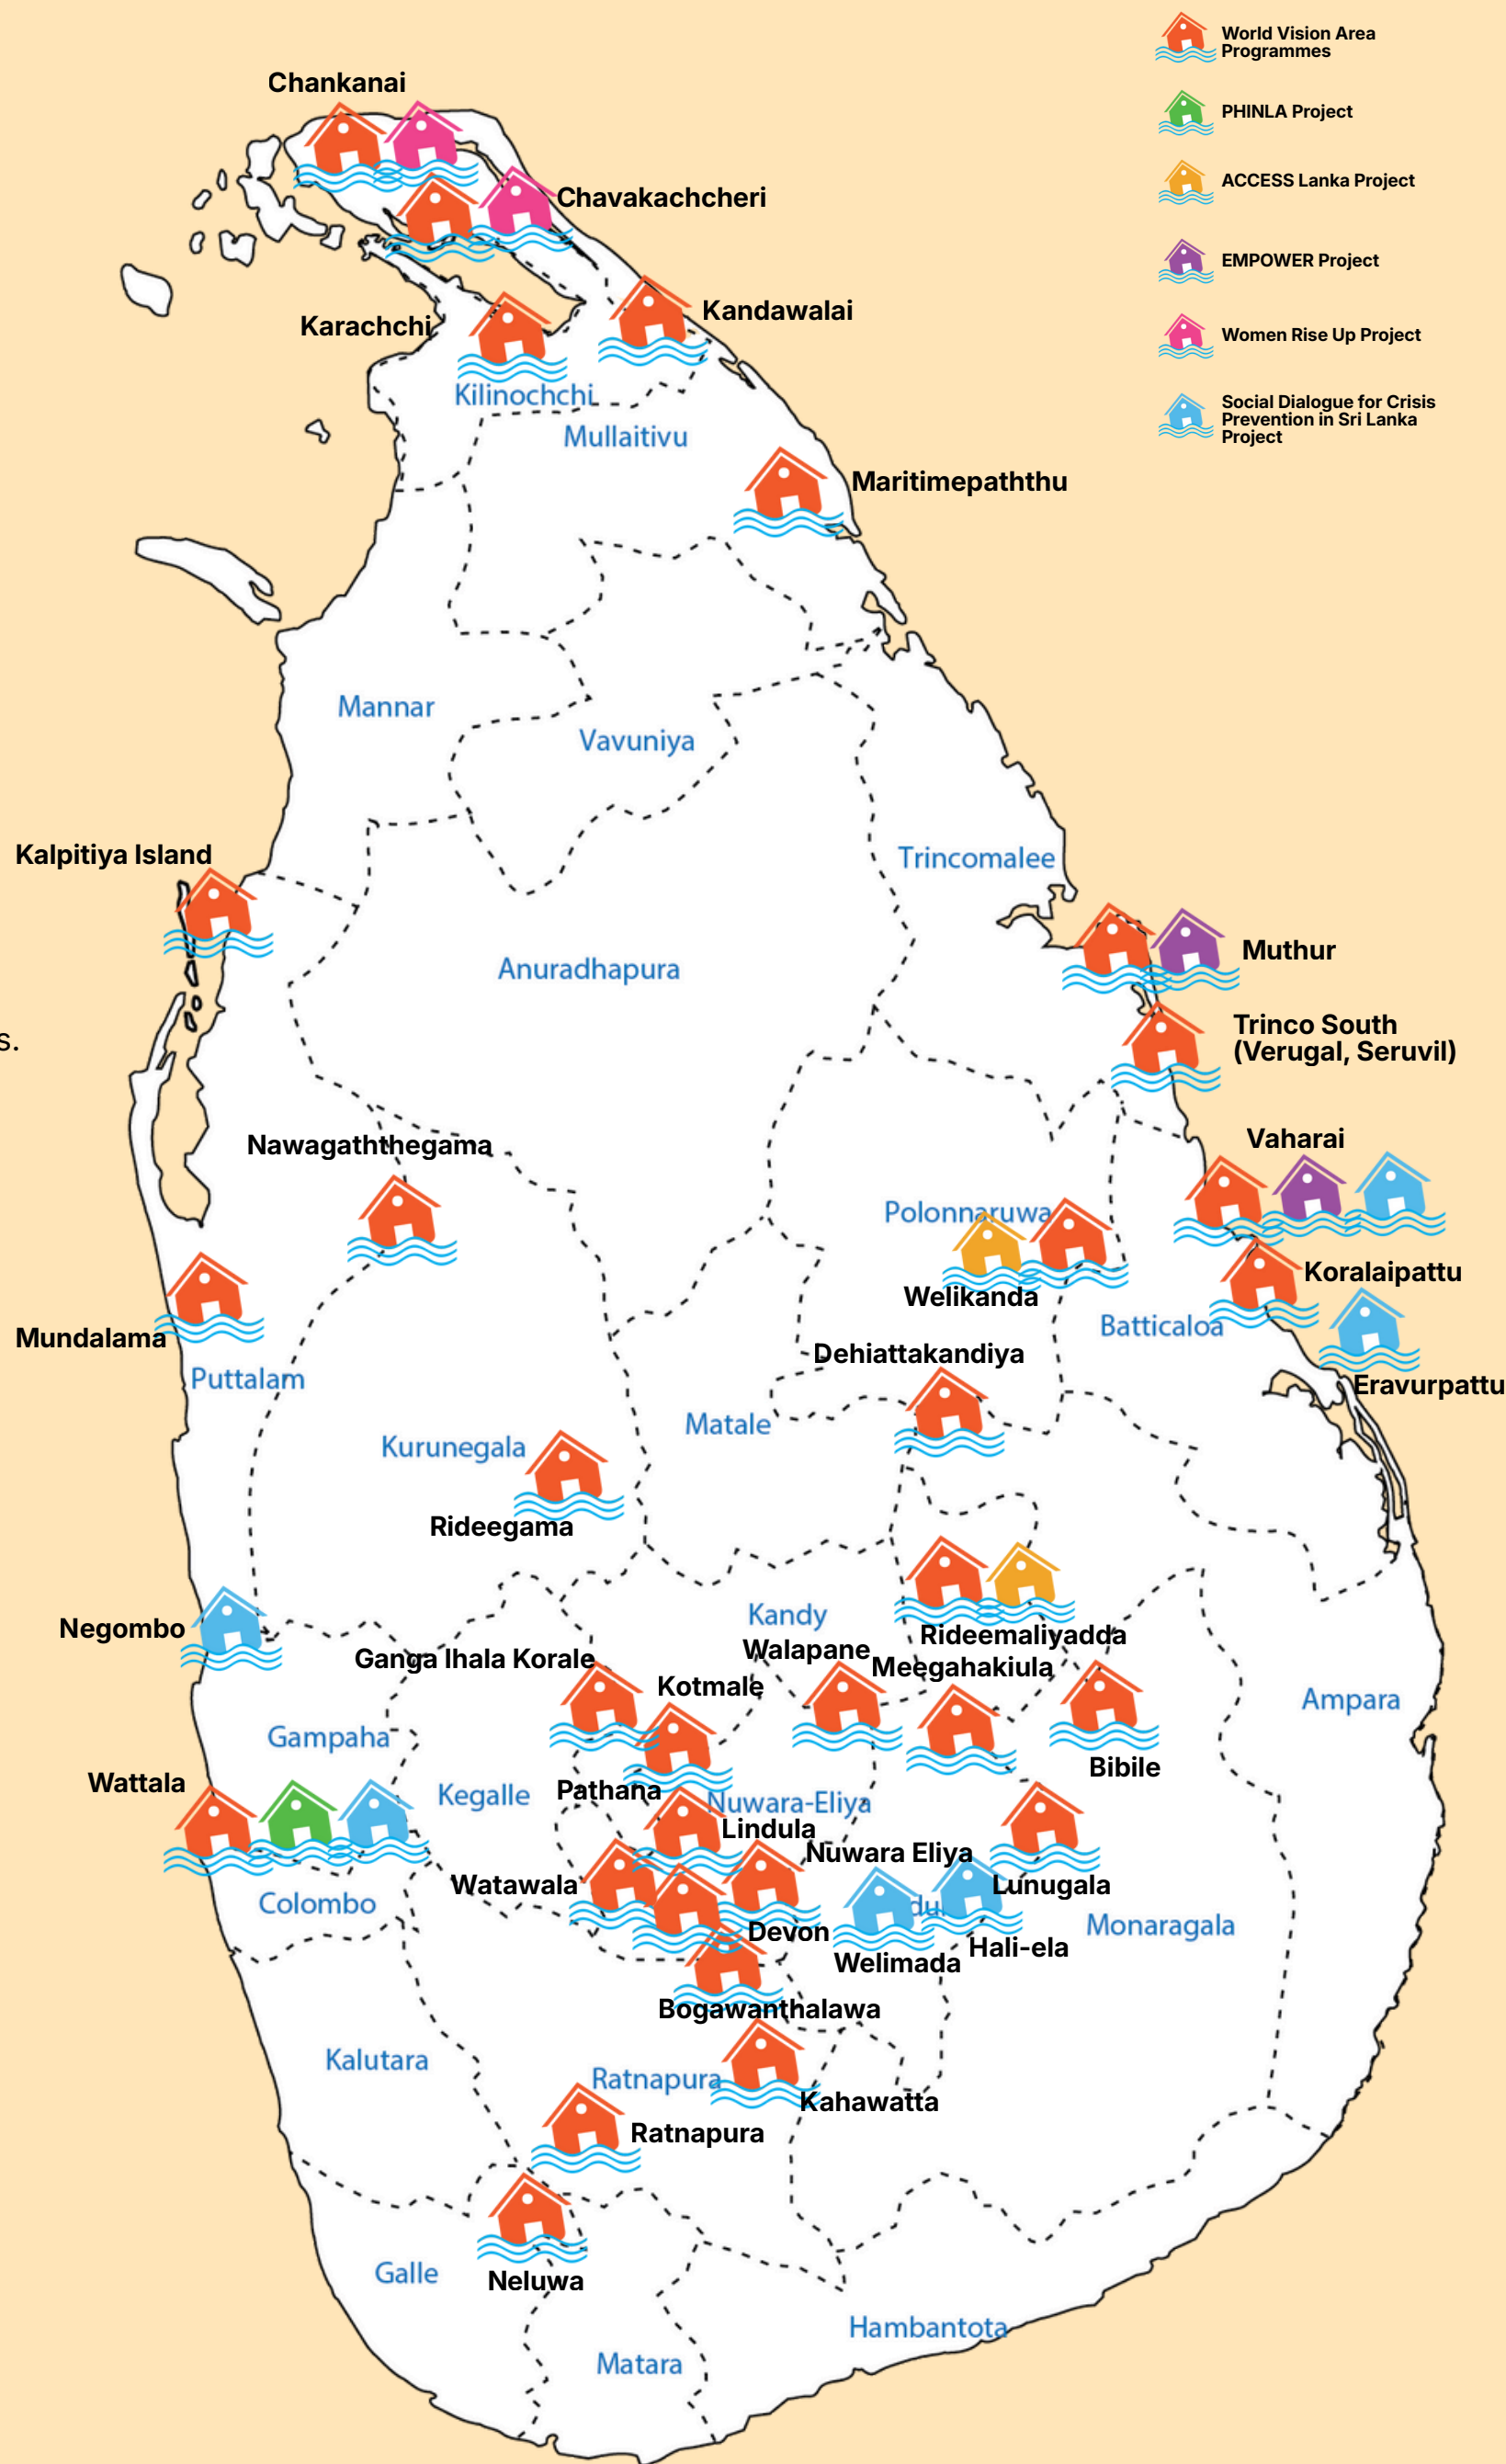 World Vision Area
Programmes
PHINLA Project
ACCESS Lanka Project
EMPOWER Project
Women Rise Up Project
Social Dialogue for Crisis
Prevention in Sri Lanka
Project
Chankanai
Chavakachcheri
Kandawalai
Karachchi
Kilinochchi
Mullaitivu
Maritimepaththu
Mannar
Vavuniya
Kalpitiya Island
Trincomalee
Muthur
Anuradhapura
Trinco South
(Verugal, Seruvil)
s.
Vaharai
Nawagaththegama
Polonnaruwa
Koralaipattu
Welikanda
Batticaloa
Mundalama
Dehiattakandiya
Puttalam
Eravurpattu
Matale
Kurunegala
Rideegama
Kandy
Negombo
Rideemaliyadda
Walapane
Ganga Ihala Korale
Meegahakiula
Kotmale
Ampara
Gampaha
Bibile
Wattala
Pathana
Kegalle
Nuwara-Eliya
Lindula
Nuwara Eliya
Watawala
Lunugala
Colombo
Monaragala
Devon
Hali-ela
Welimada
Bogawanthalawa
Kalutara
Ratnapura
Kahawatta
Ratnapura
Galle
Neluwa
Hambantota
Matara